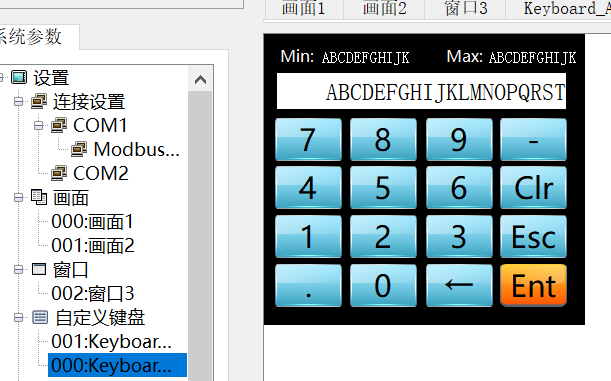 画面1 画面2 窗口3 Keyboard_A
系统参数
设置
连接设置
COM1
Modbus...
COM2
画面
000:画面1
001:画面2
窗口
002:窗口3
自定义键盘
001:Keyboar...
000:Keyboar...
Min: ABCDEFGHIJK Max: ABCDEFGHIJK
ABCDEFGHIJKLMNOPQRST
7 8 9 -
4 5 6 Clr
1 2 3 Esc
. 0 ← Ent